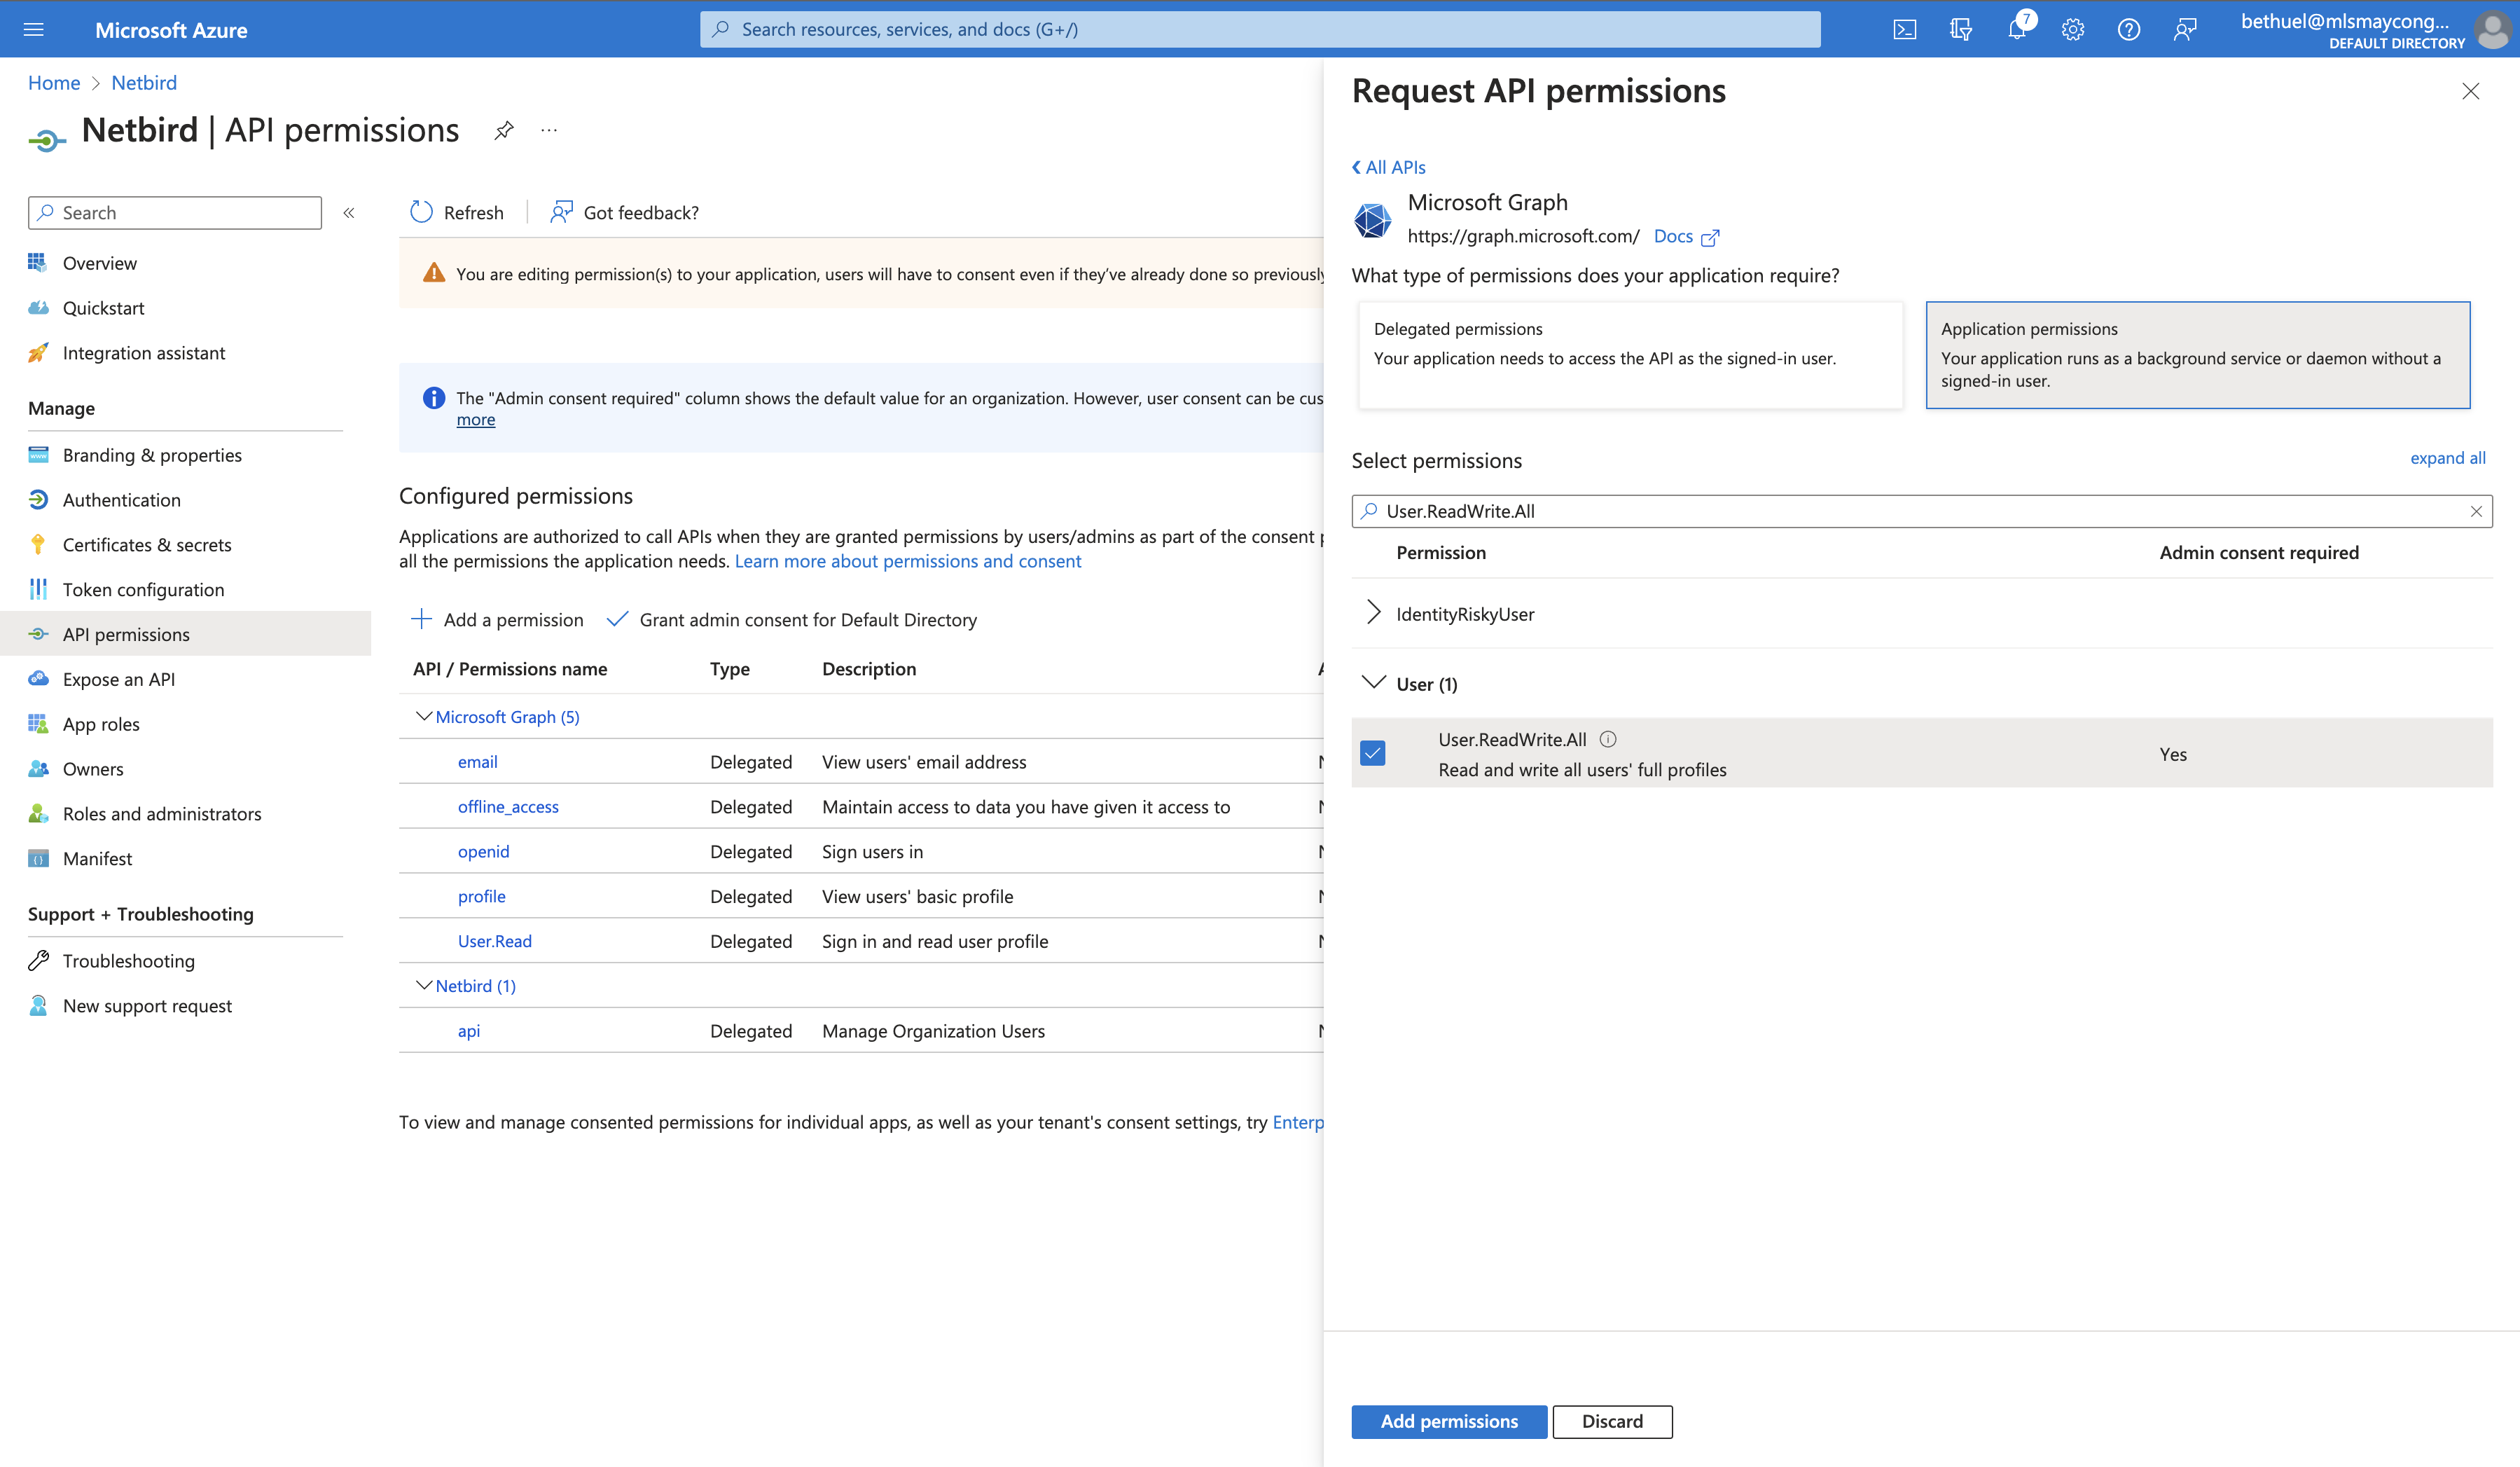 Microsoft Azure
Search resources, services, and docs (G+/)
7
bethuel@mlsmaycong...
DEFAULT DIRECTORY
Home > Netbird
Netbird | API permissions
...
Search
«
Overview
Quickstart
Integration assistant
Manage
Branding & properties
Authentication
Certificates & secrets
Token configuration
API permissions
Expose an API
App roles
Owners
Roles and administrators
Manifest
Support + Troubleshooting
Troubleshooting
New support request
Refresh
Got feedback?
You are editing permission(s) to your application, users will have to consent even if they've already done so previously
The "Admin consent required" column shows the default value for an organization. However, user consent can be cus
more
Configured permissions
Applications are authorized to call APIs when they are granted permissions by users/admins as part of the consent p
all the permissions the application needs. Learn more about permissions and consent
Add a permission
Grant admin consent for Default Directory
API / Permissions name Type Description A
Microsoft Graph (5)
email Delegated View users' email address N
offline_access Delegated Maintain access to data you have given it access to N
openid Delegated Sign users in N
profile Delegated View users' basic profile N
User.Read Delegated Sign in and read user profile N
Netbird (1)
api Delegated Manage Organization Users N
To view and manage consented permissions for individual apps, as well as your tenant's consent settings, try Enterp
Request API permissions
All APIs
Microsoft Graph
https://graph.microsoft.com/ Docs
What type of permissions does your application require?
Delegated permissions
Your application needs to access the API as the signed-in user.
Application permissions
Your application runs as a background service or daemon without a
signed-in user.
Select permissions
expand all
User.ReadWrite.All
Permission Admin consent required
IdentityRiskyUser
User (1)
User.ReadWrite.All
Read and write all users' full profiles
Yes
Add permissions
Discard